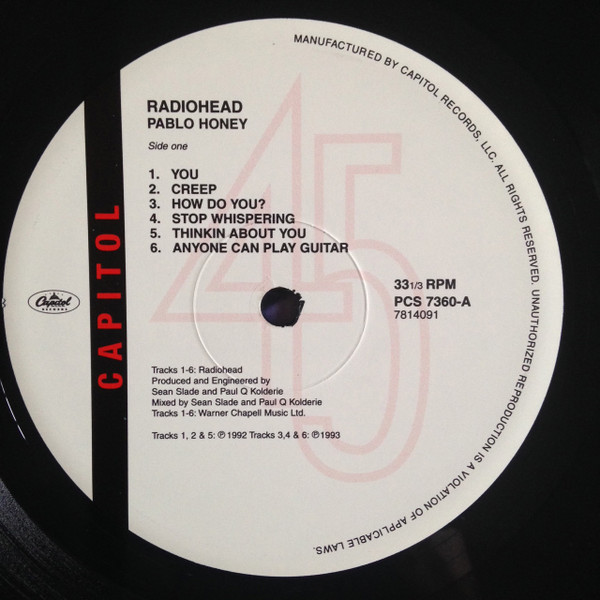 MANUFACTURED BY CAPITOL RECORDS, LLC. ALL RIGHTS RESERVED. UNAUTHORIZED REPRODUCTION IS A VIOLATION OF APPLICABLE LAWS.
45
RADIOHEAD
PABLO HONEY
Side one
1. YOU
2. CREEP
3. HOW DO YOU?
4. STOP WHISPERING
5. THINKIN ABOUT YOU
6. ANYONE CAN PLAY GUITAR
CAPITOL
Capitol
RECORDS
33 1/3 RPM
PCS 7360-A
7814091
Tracks 1-6: Radiohead
Produced and Engineered by
Sean Slade and Paul Q Kolderie
Mixed by Sean Slade and Paul Q Kolderie
Tracks 1-6: Warner Chapell Music Ltd.
Tracks 1, 2 & 5: ℗ 1992 Tracks 3,4 & 6: ℗ 1993